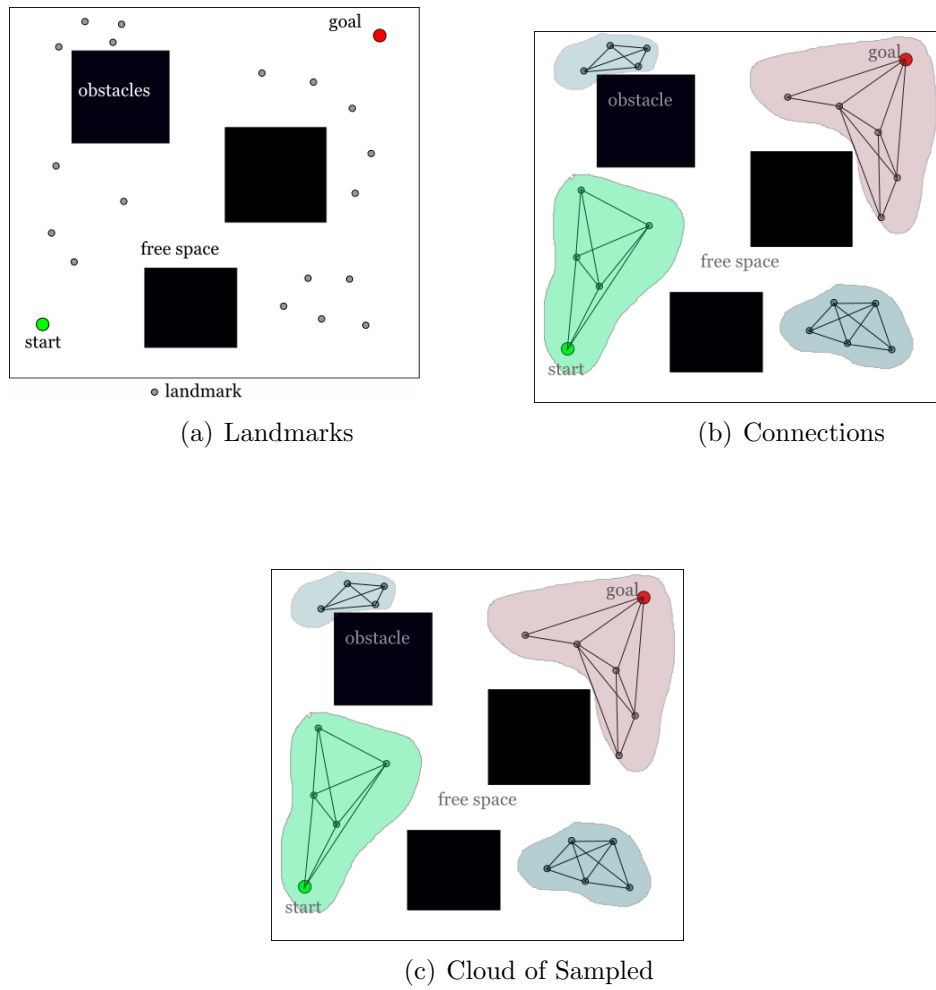 goal
obstacles
free space
start
landmark
(a) Landmarks
goal
obstacle
free space
start
(b) Connections
goal
obstacle
free space
start
(c) Cloud of Sampled